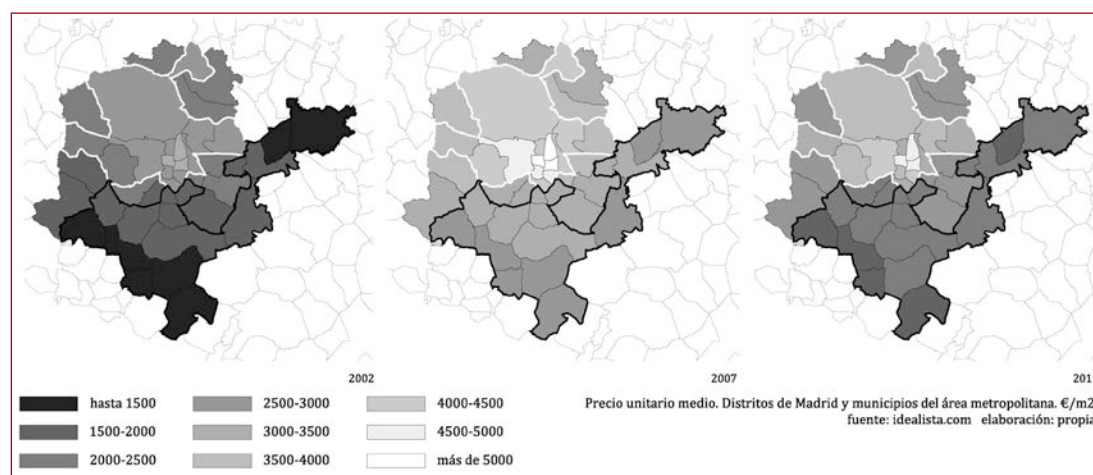 2002
2007
201
hasta 1500
1500-2000
2000-2500
2500-3000
3000-3500
3500-4000
4000-4500
4500-5000
más de 5000
Precio unitario medio. Distritos de Madrid y municipios del área metropolitana. €/m2
fuente: idealista.com elaboración: propia